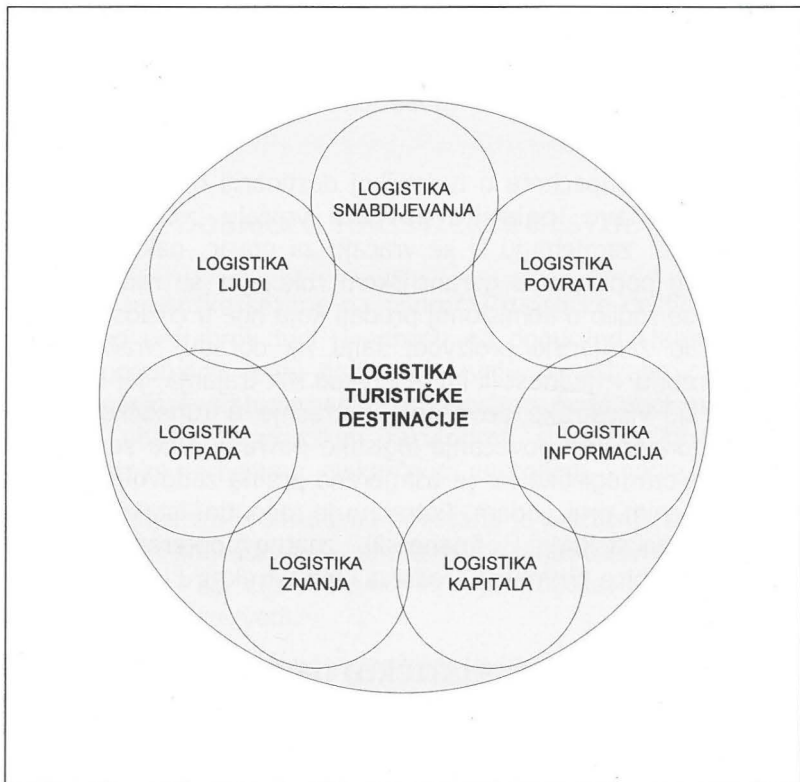 LOGISTIKA
SNABDIJEVANJA
LOGISTIKA
LJUDI
LOGISTIKA
POVRATA
LOGISTIKA
TURISTIČKE
DESTINACIJE
LOGISTIKA
OTPADA
LOGISTIKA
INFORMACIJA
LOGISTIKA
ZNANJA
LOGISTIKA
KAPITALA